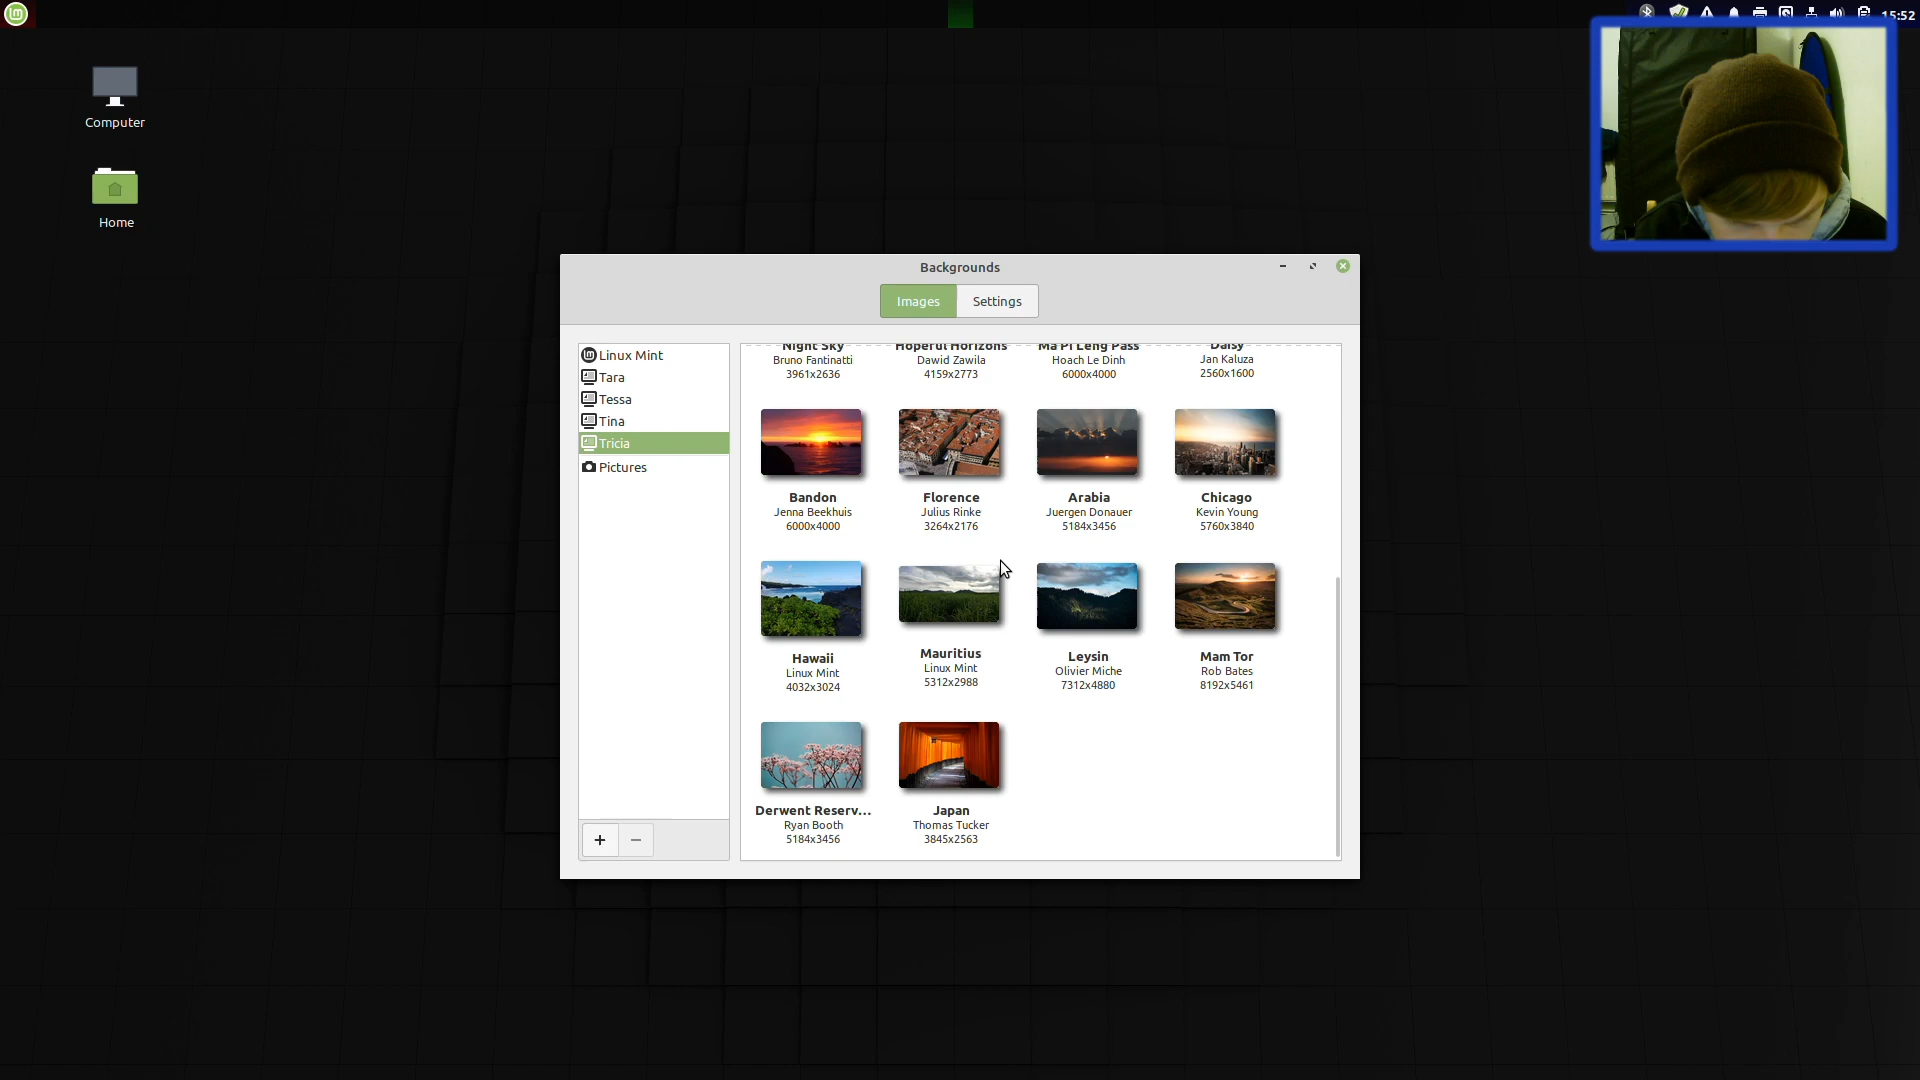 15:52
Computer
Home
Backgrounds
Images
Settings
Linux Mint
Tara
Tessa
Tina
Tricia
Pictures
Night Sky
Bruno Fantinatti
3961x2636
Hopeful Horizons
Dawid Zawila
4159x2773
Ma Pi Leng Pass
Hoach Le Dinh
6000x4000
Daisy
Jan Kaluza
2560x1600
Bandon
Jenna Beekhuis
6000x4000
Florence
Julius Rinke
3264x2176
Arabia
Juergen Donauer
5184x3456
Chicago
Kevin Young
5760x3840
Hawaii
Linux Mint
4032x3024
Mauritius
Linux Mint
5312x2988
Leysin
Olivier Miche
7312x4880
Mam Tor
Rob Bates
8192x5461
Derwent Reserv...
Ryan Booth
5184x3456
Japan
Thomas Tucker
3845x2563